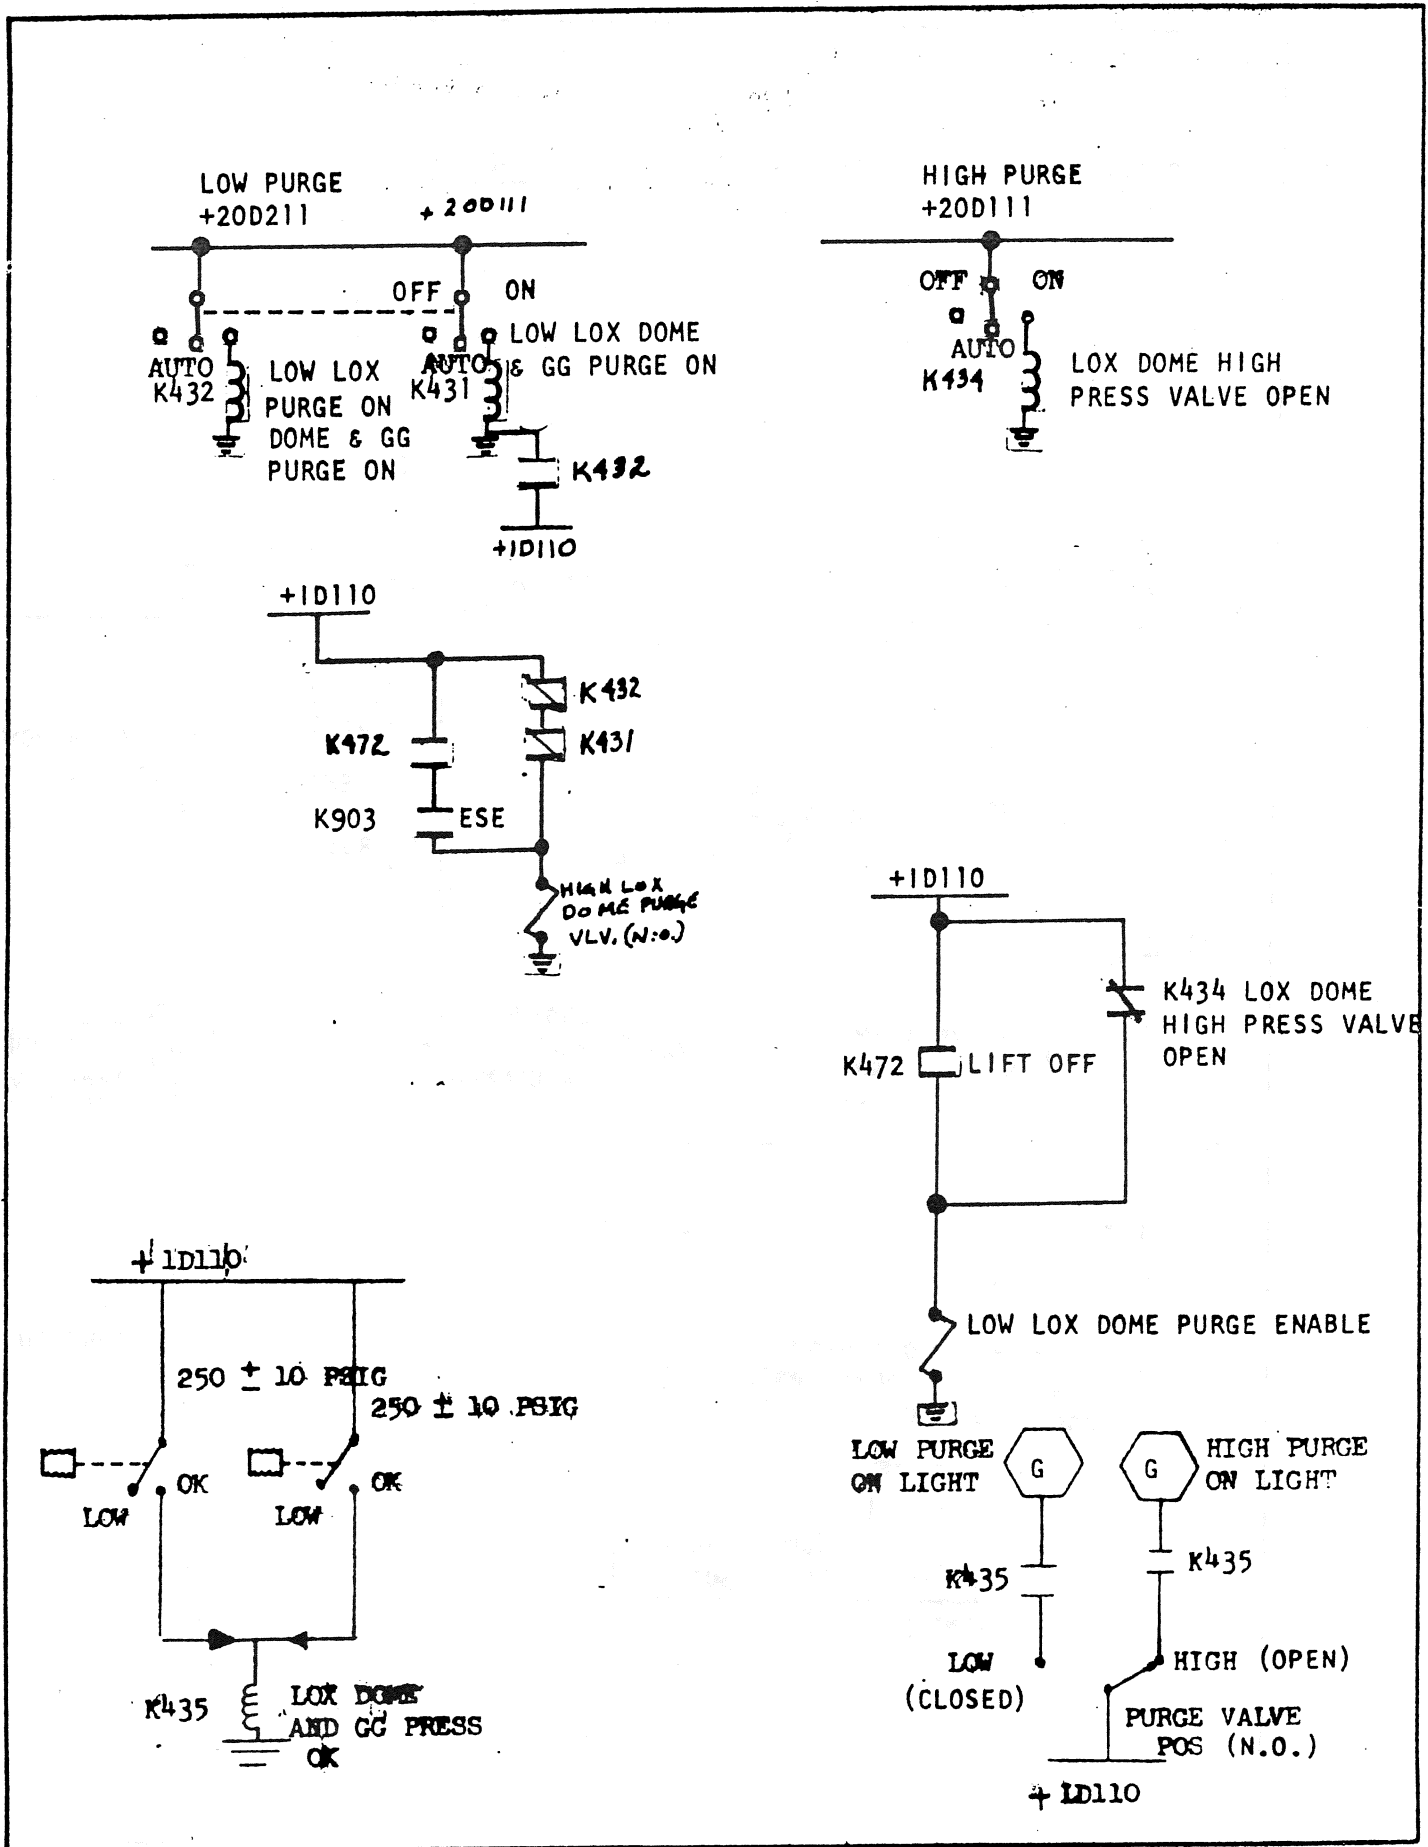 LOW PURGE
+20D211
+20D111
HIGH PURGE
+20D111
OFF ON
OFF ON
AUTO
K432
LOW LOX
PURGE ON
DOME & GG
PURGE ON
AUTO
K431
LOW LOX DOME
& GG PURGE ON
K432
+1D110
AUTO
K434
LOX DOME HIGH
PRESS VALVE OPEN
+1D110
K432
K472
K431
K903
ESE
HIGH LOX
DOME PURGE
VLV. (N.O.)
+1D110
K434 LOX DOME
HIGH PRESS VALVE
OPEN
K472
LIFT OFF
LOW LOX DOME PURGE ENABLE
+1D110
250 ± 10 PSIG
250 ± 10 PSIG
OK
LOW
OK
LOW
K435
LOX DOME
AND GG PRESS
OK
LOW PURGE
ON LIGHT
G
G
HIGH PURGE
ON LIGHT
K435
K435
LOW
(CLOSED)
HIGH (OPEN)
PURGE VALVE
POS (N.O.)
+1D110